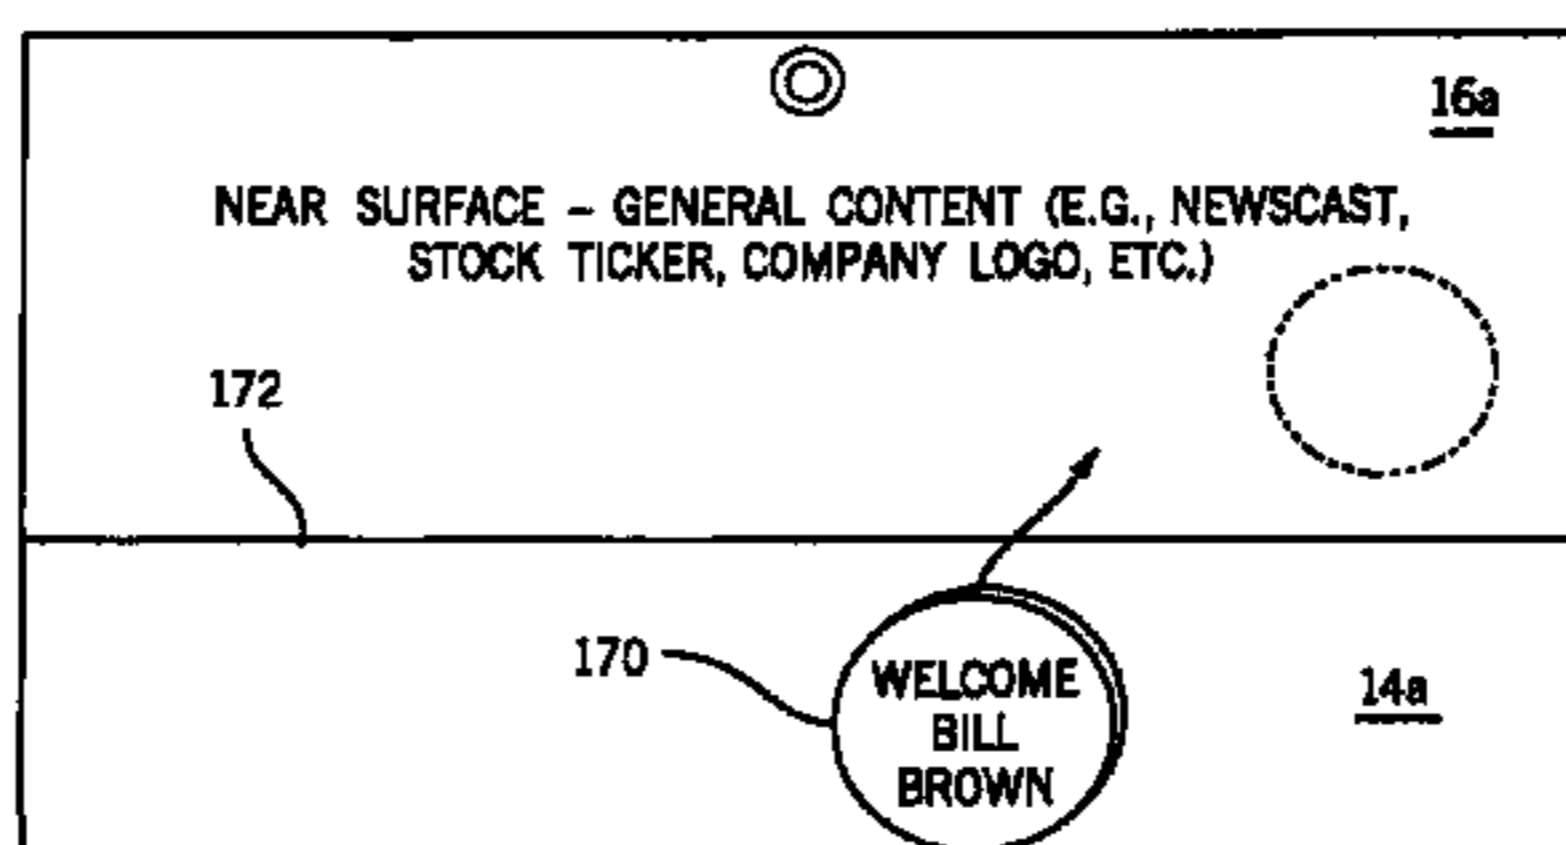 16a
NEAR SURFACE – GENERAL CONTENT (E.G., NEWSCAST,
STOCK TICKER, COMPANY LOGO, ETC.)
172
170
WELCOME
BILL
BROWN
14a